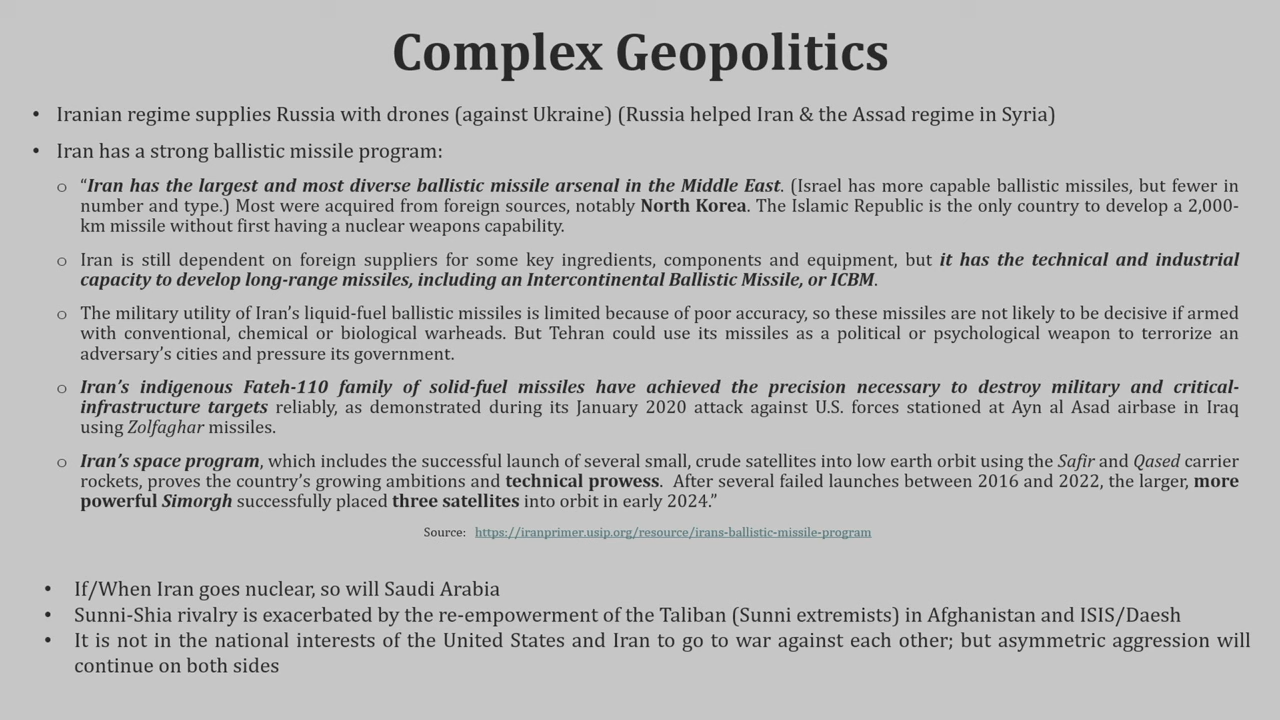 Complex Geopolitics
• Iranian regime supplies Russia with drones (against Ukraine) (Russia helped Iran & the Assad regime in Syria)
• Iran has a strong ballistic missile program:
o “Iran has the largest and most diverse ballistic missile arsenal in the Middle East. (Israel has more capable ballistic missiles, but fewer in
number and type.) Most were acquired from foreign sources, notably North Korea. The Islamic Republic is the only country to develop a 2,000-
km missile without first having a nuclear weapons capability.
o Iran is still dependent on foreign suppliers for some key ingredients, components and equipment, but it has the technical and industrial
capacity to develop long-range missiles, including an Intercontinental Ballistic Missile, or ICBM.
o The military utility of Iran’s liquid-fuel ballistic missiles is limited because of poor accuracy, so these missiles are not likely to be decisive if armed
with conventional, chemical or biological warheads. But Tehran could use its missiles as a political or psychological weapon to terrorize an
adversary’s cities and pressure its government.
o Iran’s indigenous Fateh-110 family of solid-fuel missiles have achieved the precision necessary to destroy military and critical-
infrastructure targets reliably, as demonstrated during its January 2020 attack against U.S. forces stationed at Ayn al Asad airbase in Iraq
using Zolfaghar missiles.
o Iran’s space program, which includes the successful launch of several small, crude satellites into low earth orbit using the Safir and Qased carrier
rockets, proves the country’s growing ambitions and technical prowess. After several failed launches between 2016 and 2022, the larger, more
powerful Simorgh successfully placed three satellites into orbit in early 2024.”
Source: https://iranprimer.usip.org/resource/irans-ballistic-missile-program
• If/When Iran goes nuclear, so will Saudi Arabia
• Sunni-Shia rivalry is exacerbated by the re-empowerment of the Taliban (Sunni extremists) in Afghanistan and ISIS/Daesh
• It is not in the national interests of the United States and Iran to go to war against each other; but asymmetric aggression will
continue on both sides